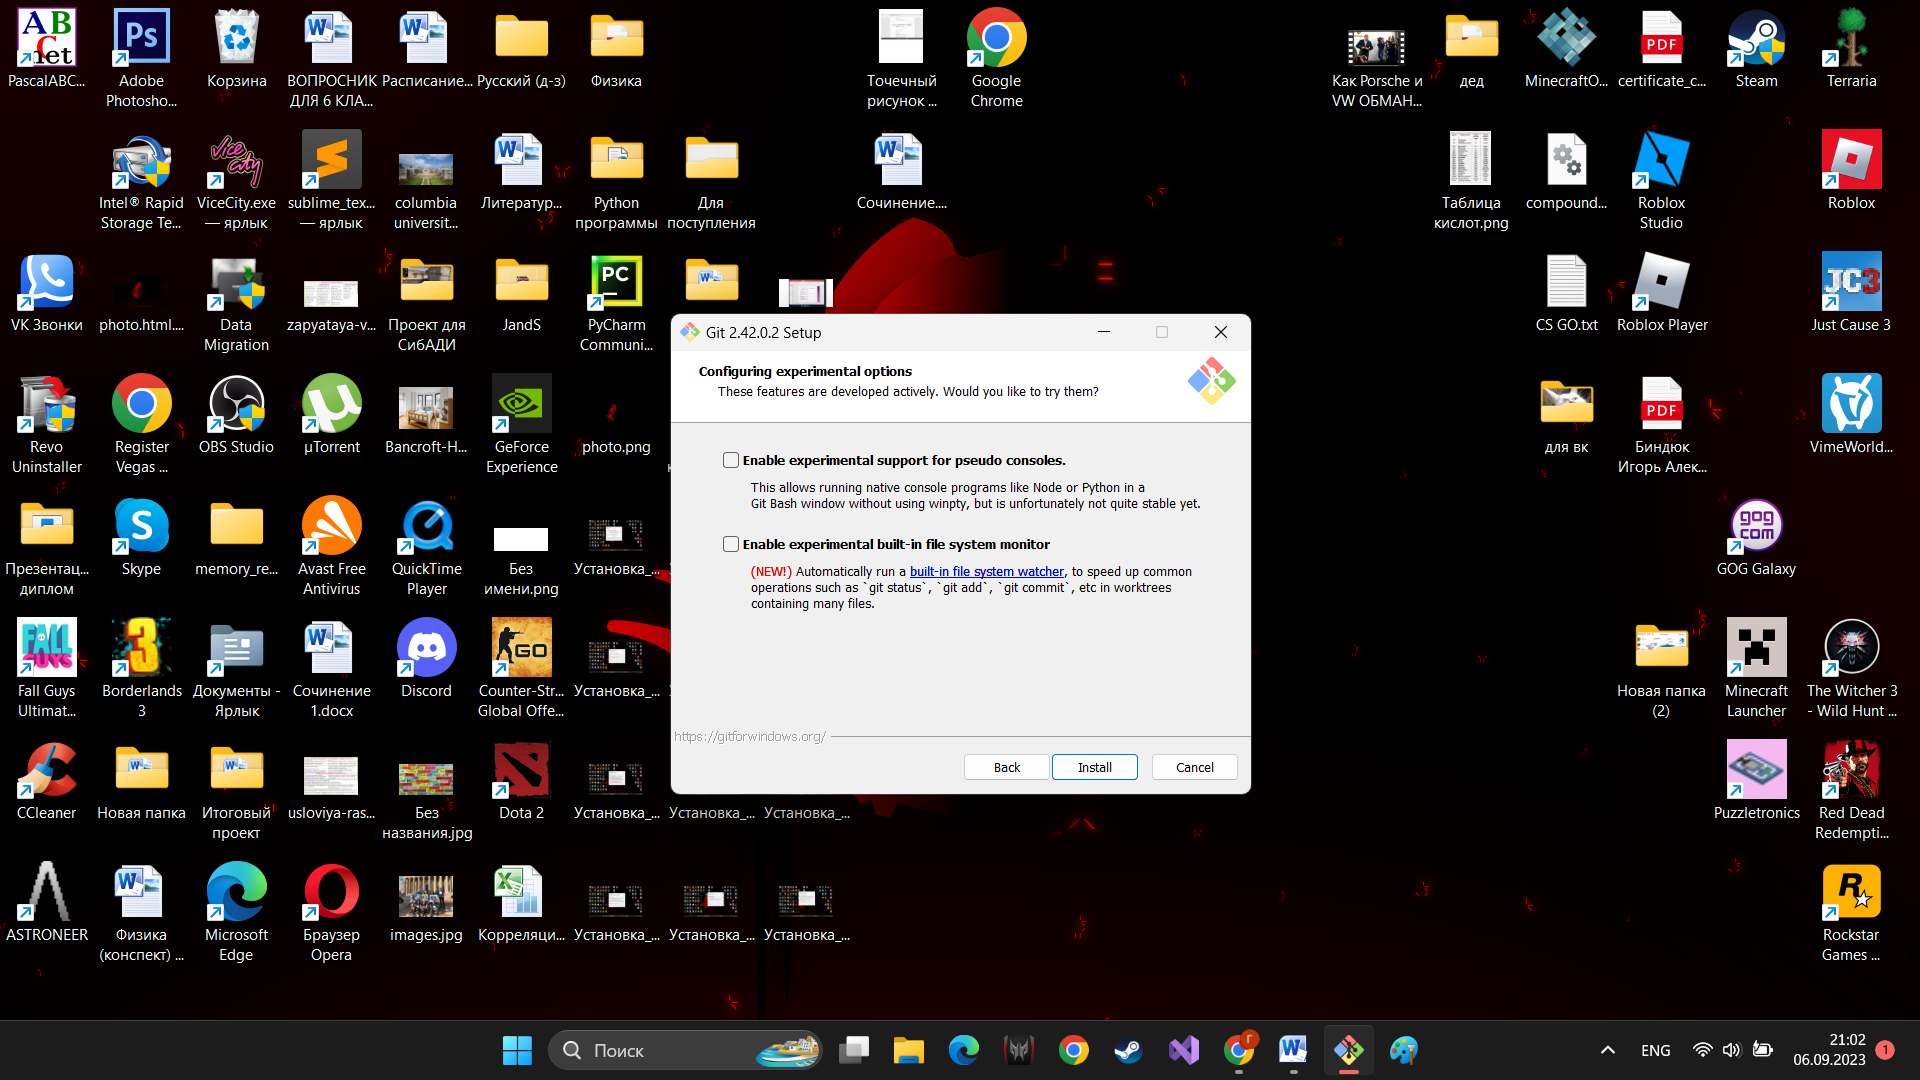 PascalABC...
Adobe
Photosho...
Корзина
ВОПРОСНИК
ДЛЯ 6 КЛА...
Расписание...
Русский (д-з)
Физика
Точечный
рисунок ...
Google
Chrome
Как Porsche и
VW ОБМАН...
дед
MinecraftO...
certificate_c...
Steam
Terraria
Intel® Rapid
Storage Te...
ViceCity.exe
— ярлык
sublime_tex...
— ярлык
columbia
universit...
Литератур...
Python
программы
Для
поступления
Сочинение....
Таблица
кислот.png
compound...
Roblox
Studio
Roblox
VK Звонки
photo.html....
Data
Migration
zapyataya-v...
Проект для
СибАДИ
JandS
PyCharm
Communi...
CS GO.txt
Roblox Player
Just Cause 3
Git 2.42.0.2 Setup
Configuring experimental options
These features are developed actively. Would you like to try them?
Enable experimental support for pseudo consoles.
This allows running native console programs like Node or Python in a
Git Bash window without using winpty, but is unfortunately not quite stable yet.
Enable experimental built-in file system monitor
(NEW!) Automatically run a built-in file system watcher, to speed up common
operations such as `git status`, `git add`, `git commit`, etc in worktrees
containing many files.
https://gitforwindows.org/
Back
Install
Cancel
Revo
Uninstaller
Register
Vegas ...
OBS Studio
µTorrent
Bancroft-H...
GeForce
Experience
photo.png
для вк
Биндюк
Игорь Алек...
VimeWorld...
Презентац...
диплом
Skype
memory_re...
Avast Free
Antivirus
QuickTime
Player
Без
имени.png
Установка_...
GOG Galaxy
Fall Guys
Ultimat...
Borderlands
3
Документы -
Ярлык
Сочинение
1.docx
Discord
Counter-Str...
Global Offe...
Установка_...
Новая папка
(2)
Minecraft
Launcher
The Witcher 3
- Wild Hunt ...
CCleaner
Новая папка
Итоговый
проект
usloviya-ras...
Без
названия.jpg
Dota 2
Установка_...
Установка_...
Установка_...
Puzzletronics
Red Dead
Redempti...
ASTRONEER
Физика
(конспект) ...
Microsoft
Edge
Браузер
Opera
images.jpg
Корреляци...
Установка_...
Установка_...
Установка_...
Rockstar
Games ...
Поиск
ENG
21:02
06.09.2023
1